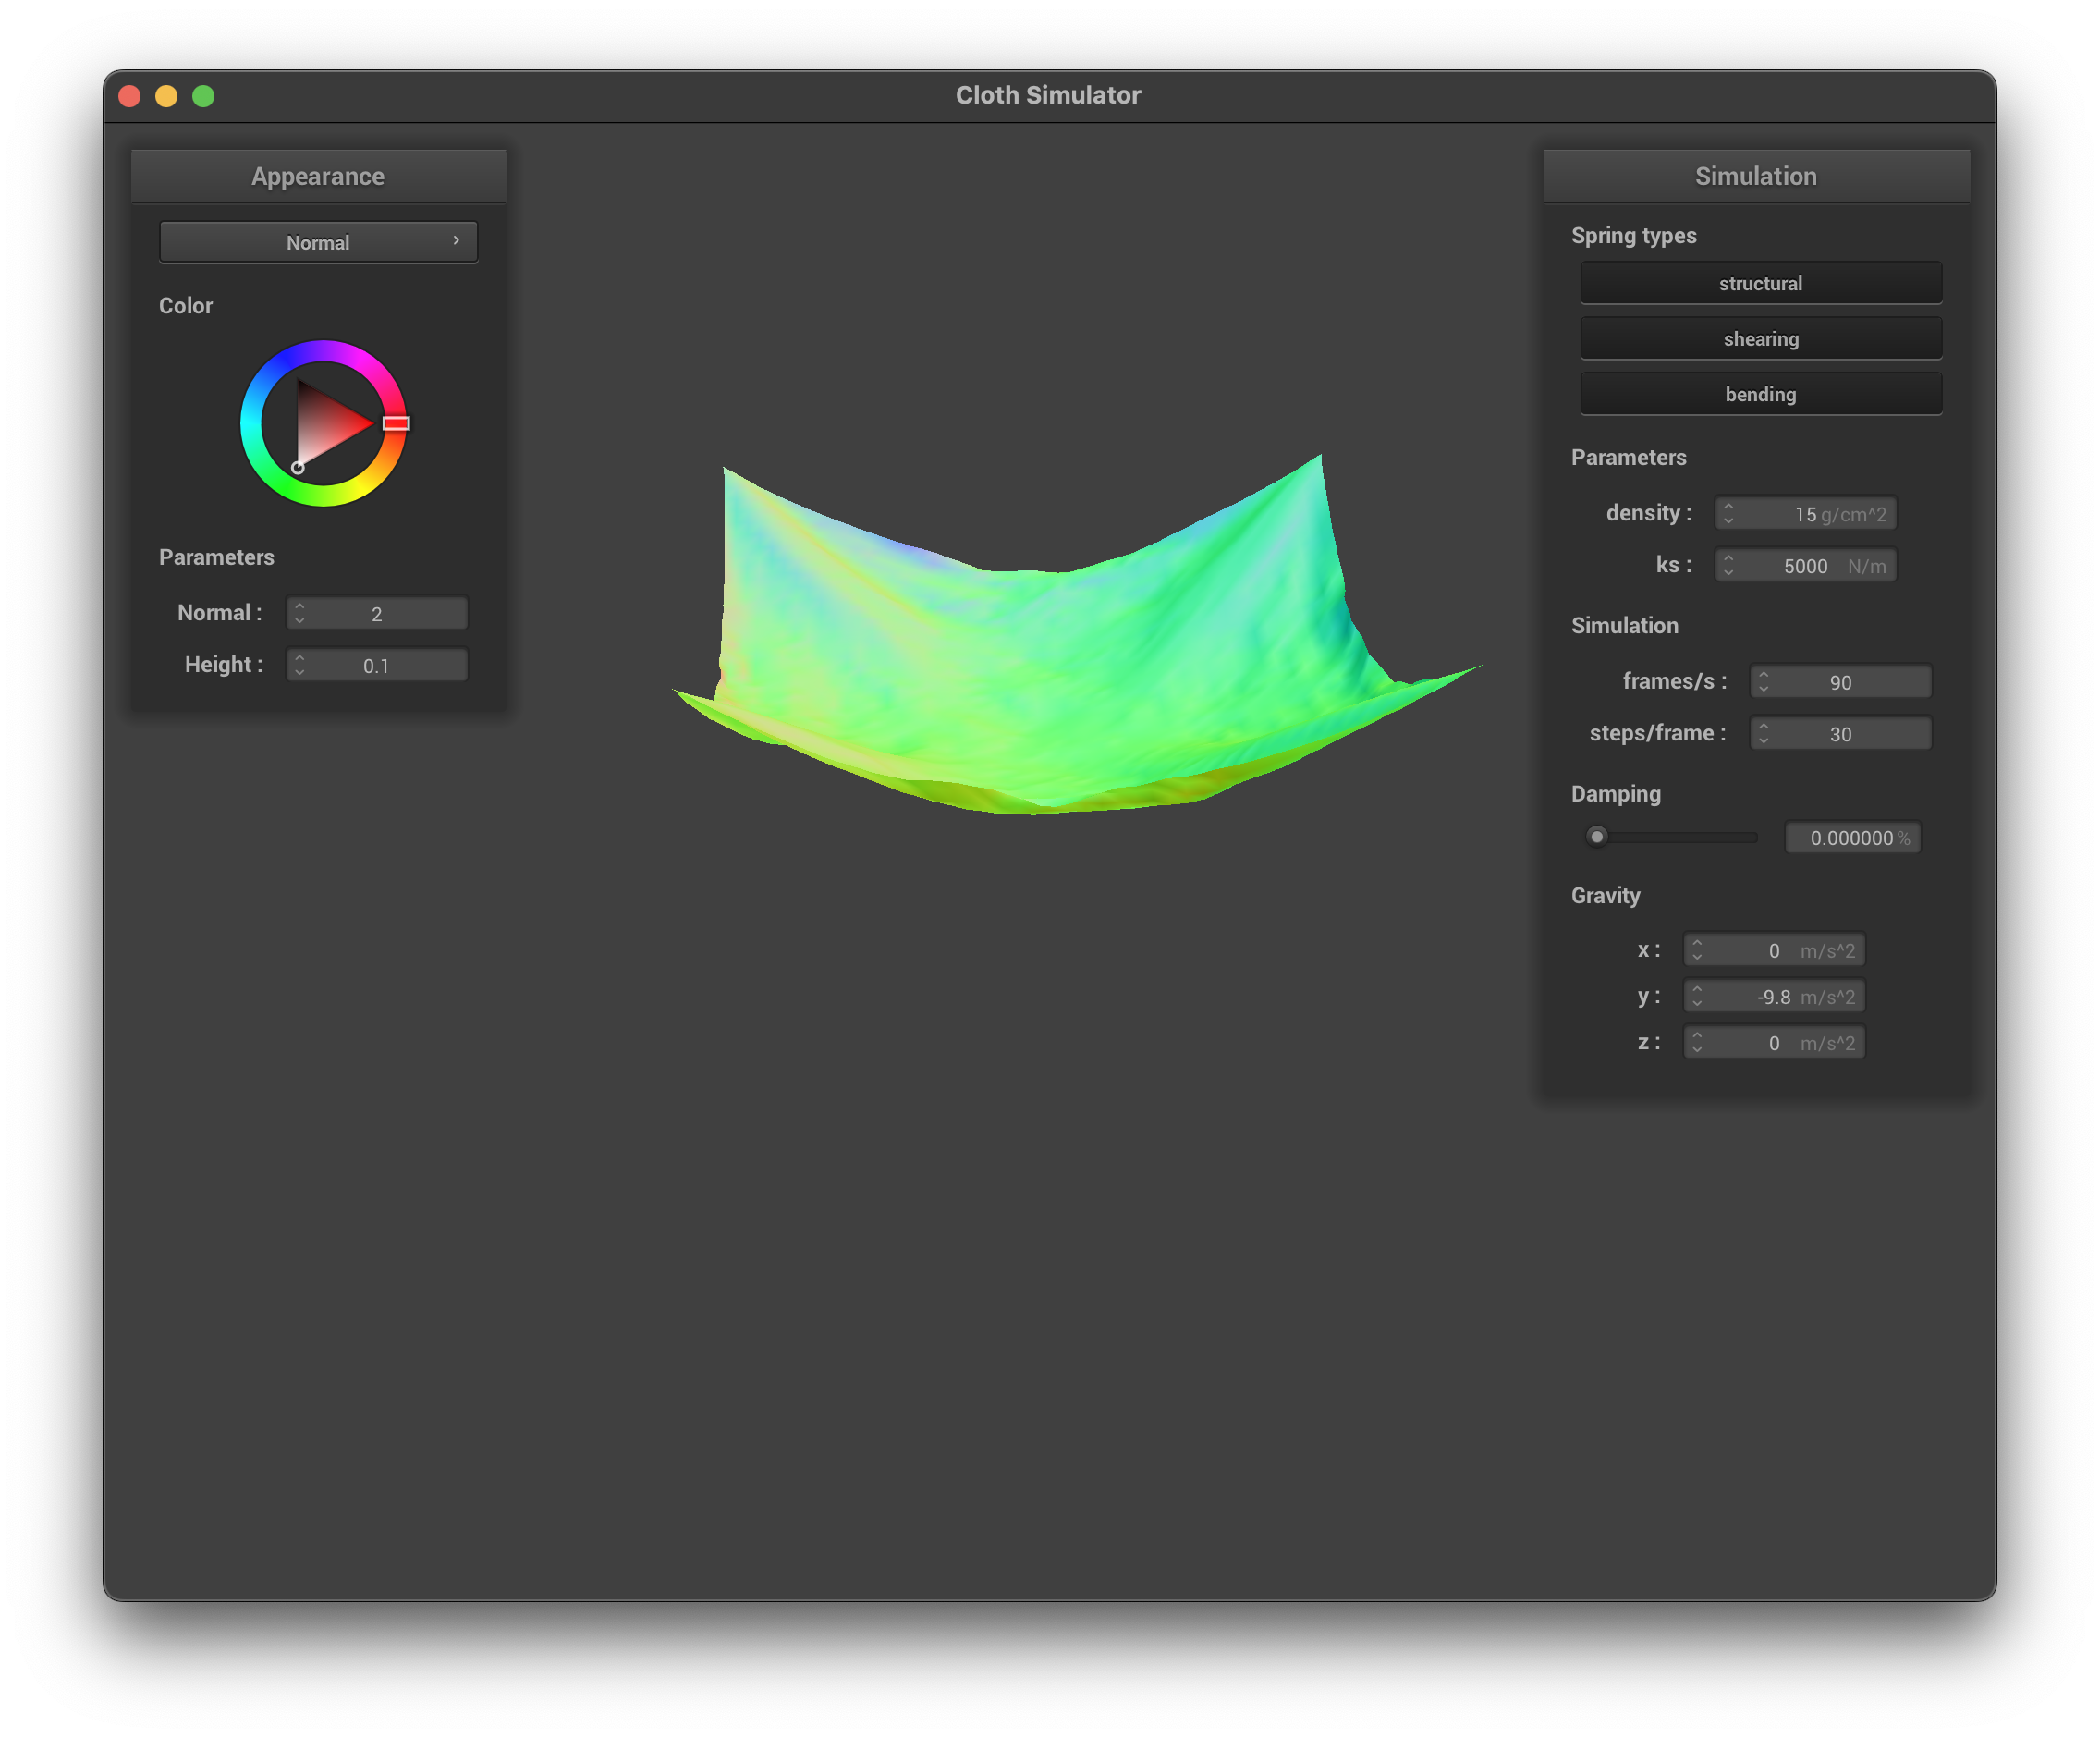 Cloth Simulator
Appearance
Normal
Color
Parameters
Normal : 2
Height : 0.1
Simulation
Spring types
structural
shearing
bending
Parameters
density : 15 g/cm^2
ks : 5000 N/m
Simulation
frames/s : 90
steps/frame : 30
Damping
0.000000 %
Gravity
x : 0 m/s^2
y : -9.8 m/s^2
z : 0 m/s^2